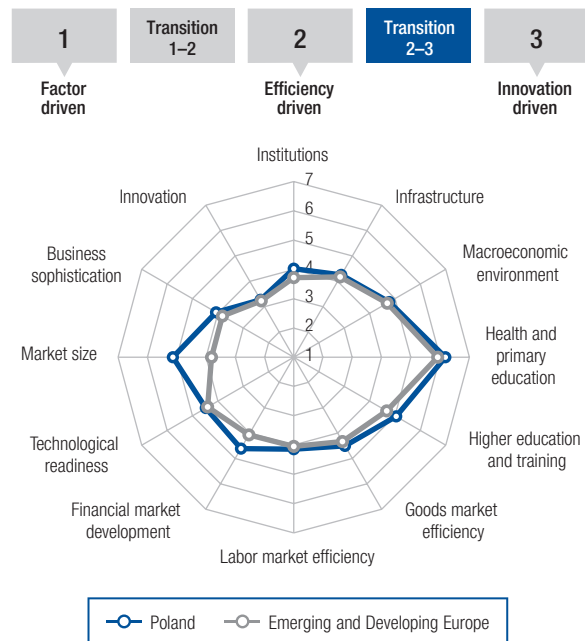 1
Transition
1–2
2
Transition
2–3
3
Factor
driven
Efficiency
driven
Innovation
driven
Institutions
7
Innovation
Infrastructure
6
5
Business
sophistication
Macroeconomic
environment
4
3
2
Market size
1
Health and
primary
education
Technological
readiness
Higher education
and training
Financial market
development
Goods market
efficiency
Labor market efficiency
Poland
Emerging and Developing Europe